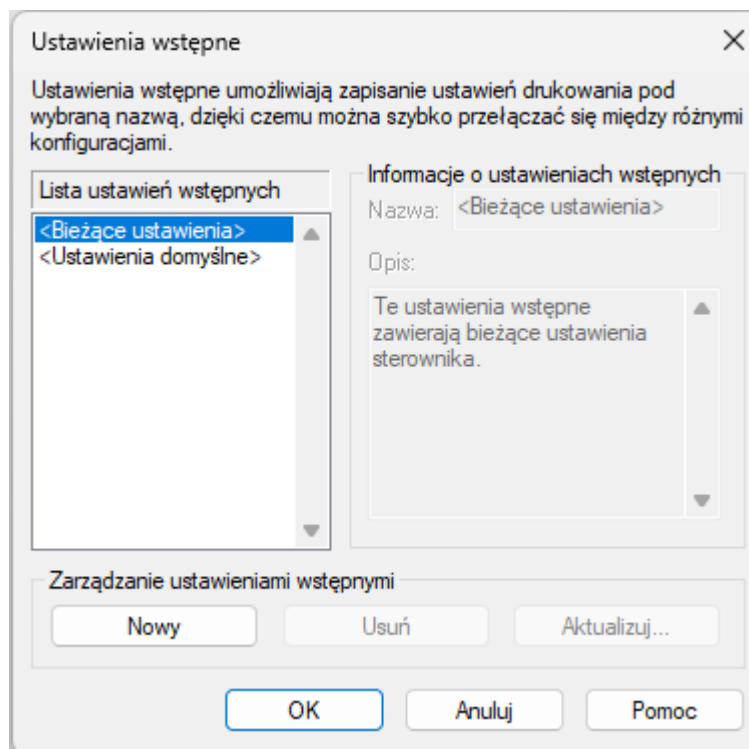 Ustawienia wstępne
Ustawienia wstępne umożliwiają zapisanie ustawień drukowania pod
wybraną nazwą, dzięki czemu można szybko przełączać się między różnymi
konfiguracjami.
Lista ustawień wstępnych
<Bieżące ustawienia>
<Ustawienia domyślne>
Informacje o ustawieniach wstępnych
Nazwa: <Bieżące ustawienia>
Opis:
Te ustawienia wstępne
zawierają bieżące ustawienia
sterownika.
Zarządzanie ustawieniami wstępnymi
Nowy Usuń Aktualizuj...
OK Anuluj Pomoc